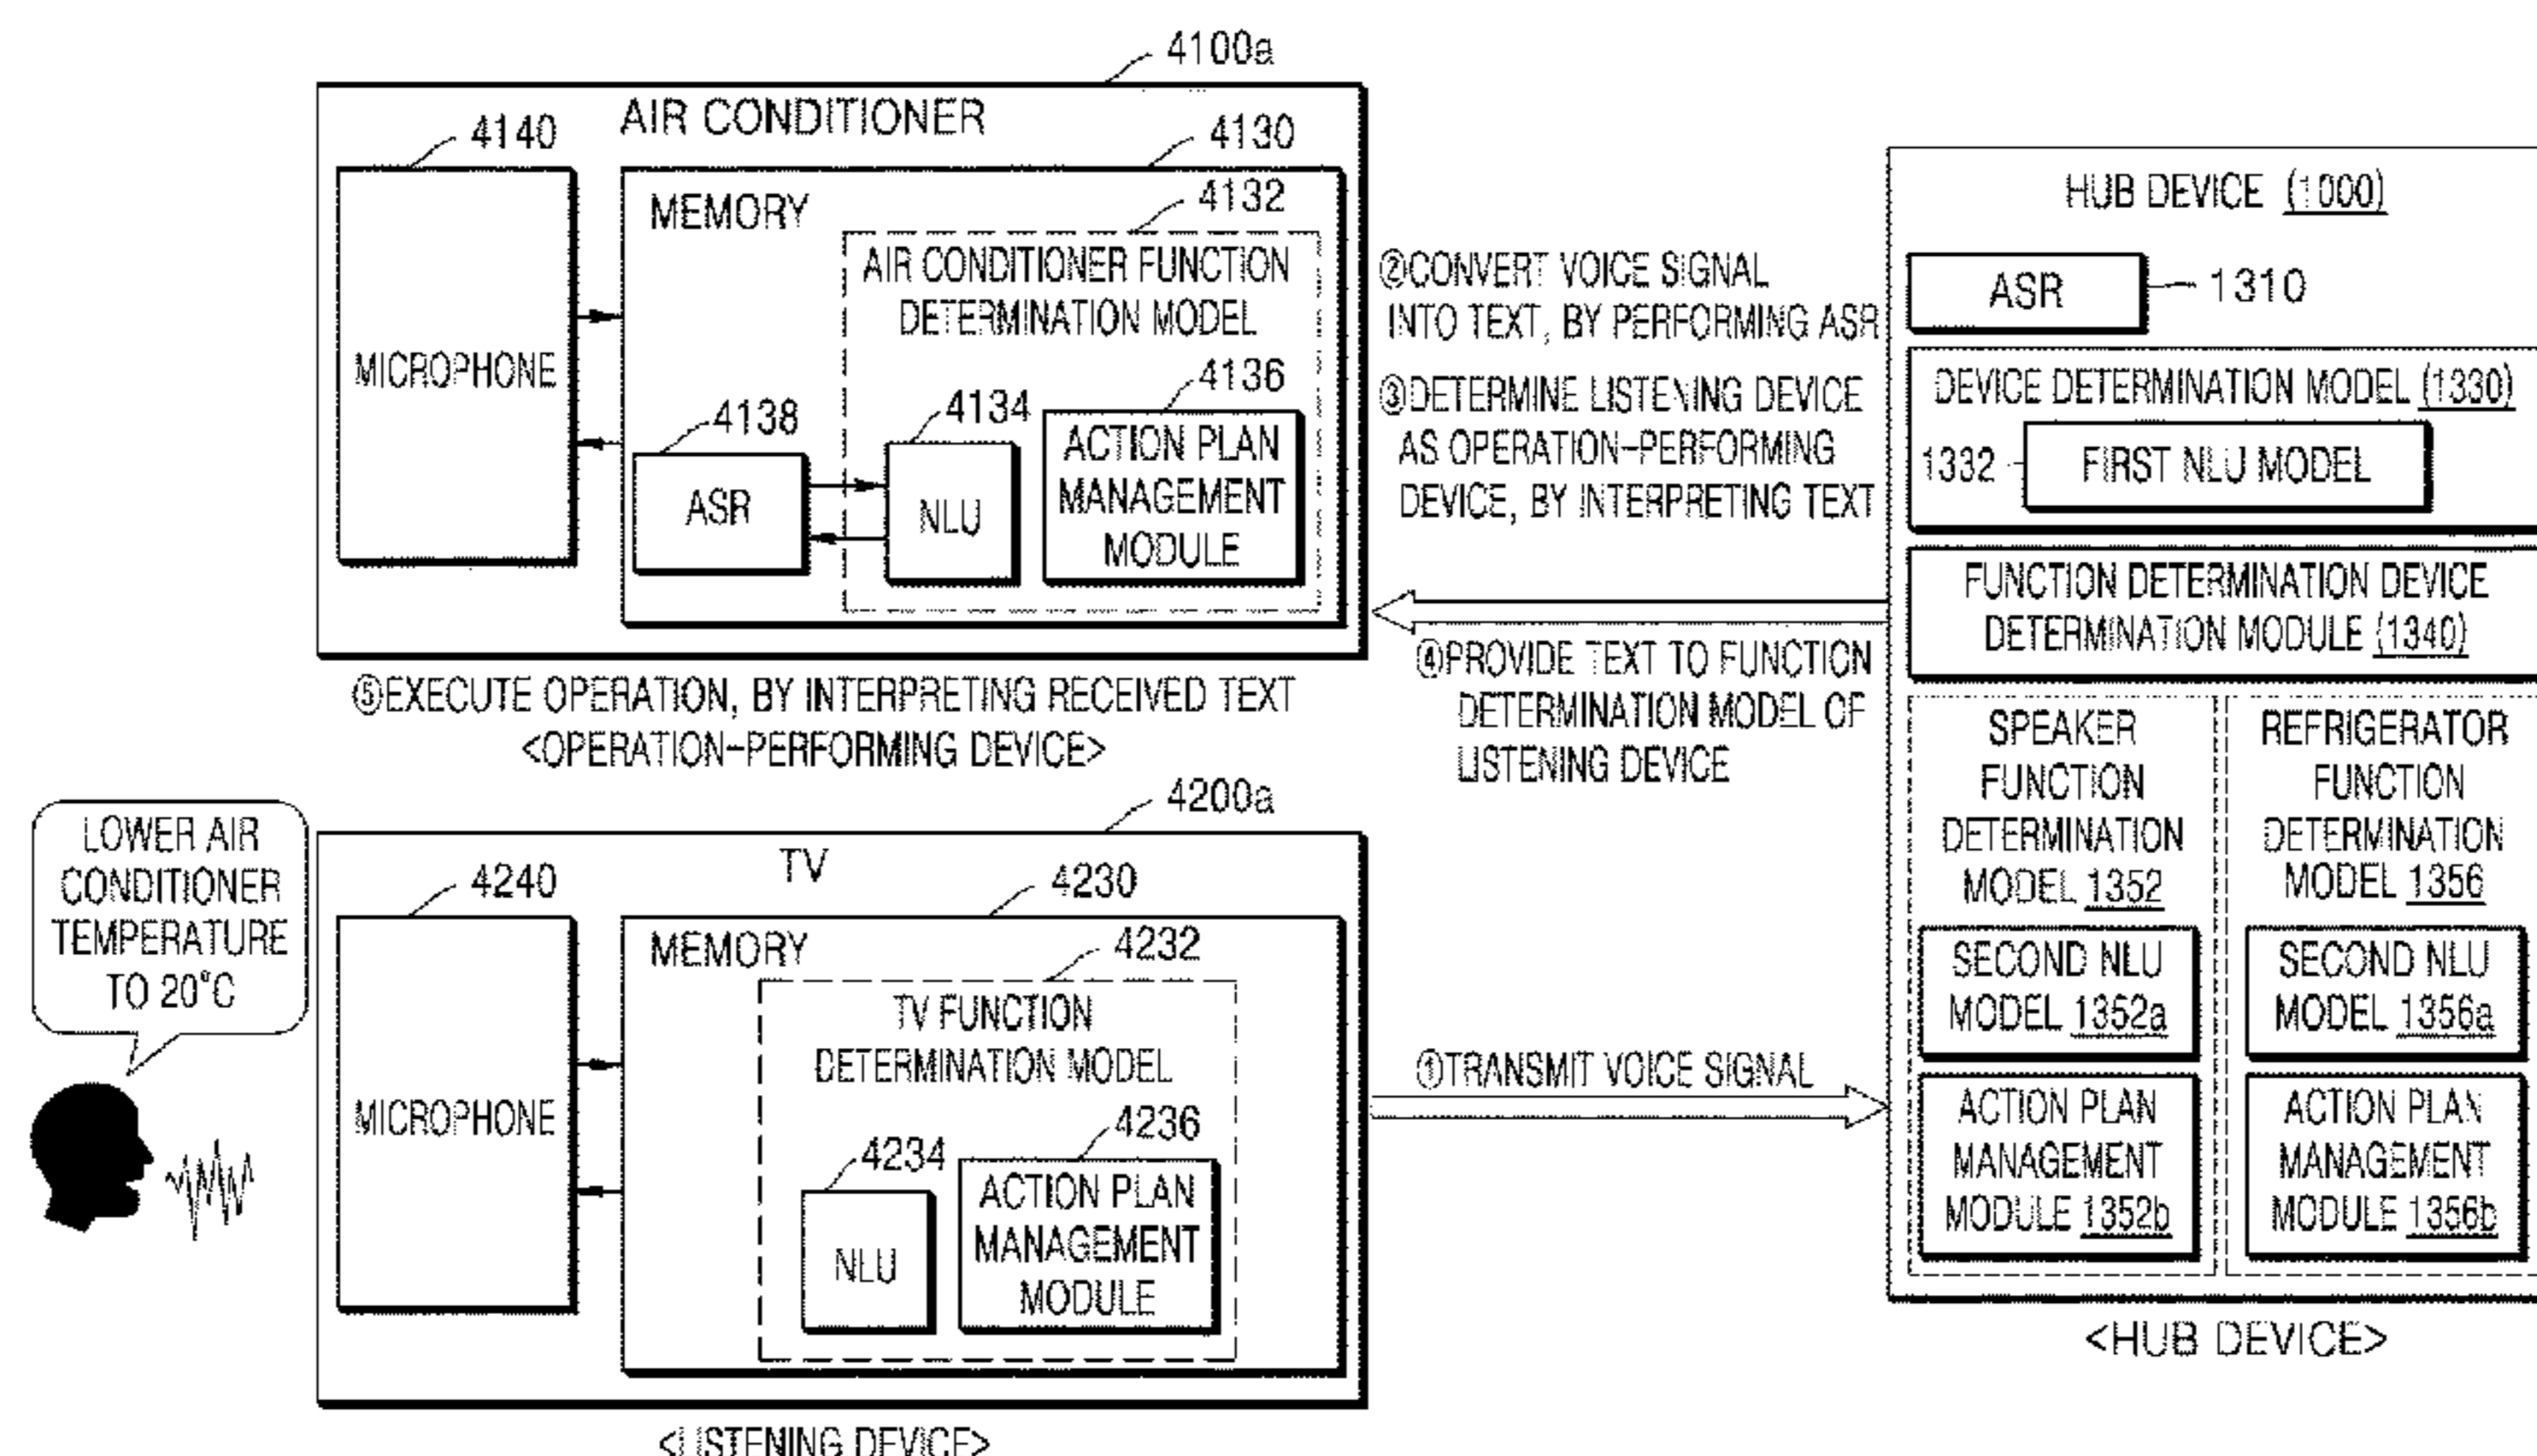 4100a
AIR CONDITIONER
4140
4130
MEMORY
4132
AIR CONDITIONER FUNCTION
DETERMINATION MODEL
MICROPHONE
4138
4134
4136
ASR
NLU
ACTION PLAN
MANAGEMENT
MODULE
⑤EXECUTE OPERATION, BY INTERPRETING RECEIVED TEXT
<OPERATION-PERFORMING DEVICE>
②CONVERT VOICE SIGNAL
INTO TEXT, BY PERFORMING ASR
③DETERMINE LISTENING DEVICE
AS OPERATION-PERFORMING
DEVICE, BY INTERPRETING TEXT
④PROVIDE TEXT TO FUNCTION
DETERMINATION MODEL OF
LISTENING DEVICE
LOWER AIR
CONDITIONER
TEMPERATURE
TO 20°C
4200a
TV
4240
4230
MEMORY
4232
TV FUNCTION
DETERMINATION MODEL
MICROPHONE
4234
4236
NLU
ACTION PLAN
MANAGEMENT
MODULE
<LISTENING DEVICE>
①TRANSMIT VOICE SIGNAL
HUB DEVICE (1000)
ASR
1310
DEVICE DETERMINATION MODEL (1330)
1332
FIRST NLU MODEL
FUNCTION DETERMINATION DEVICE
DETERMINATION MODULE (1340)
SPEAKER
FUNCTION
DETERMINATION
MODEL 1352
SECOND NLU
MODEL 1352a
ACTION PLAN
MANAGEMENT
MODULE 1352b
REFRIGERATOR
FUNCTION
DETERMINATION
MODEL 1356
SECOND NLU
MODEL 1356a
ACTION PLAN
MANAGEMENT
MODULE 1356b
<HUB DEVICE>